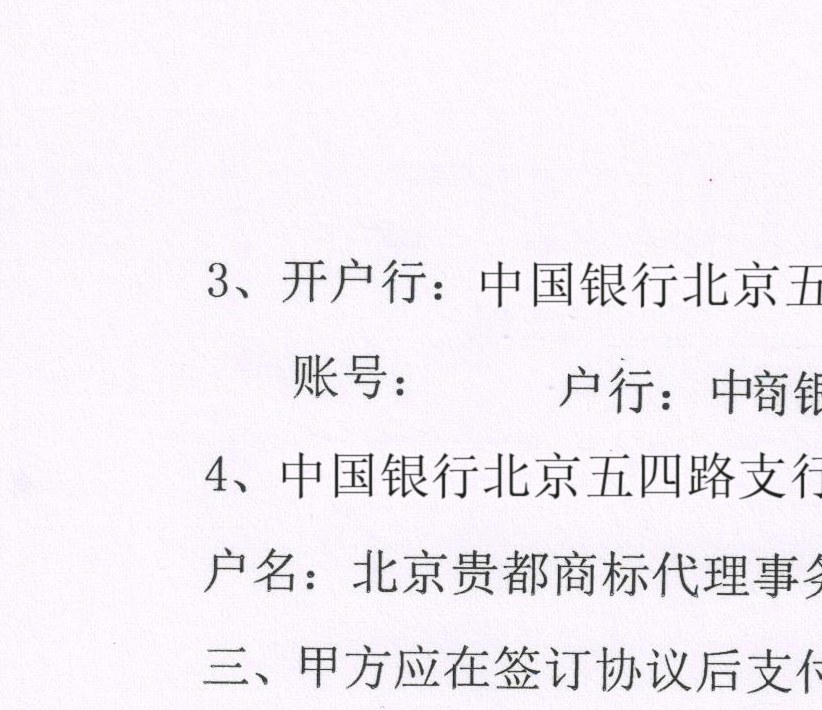 3、开户行：中国银行北京五
账号： 户行：中商银
4、中国银行北京五四路支行
户名：北京贵都商标代理事务
三、甲方应在签订协议后支付